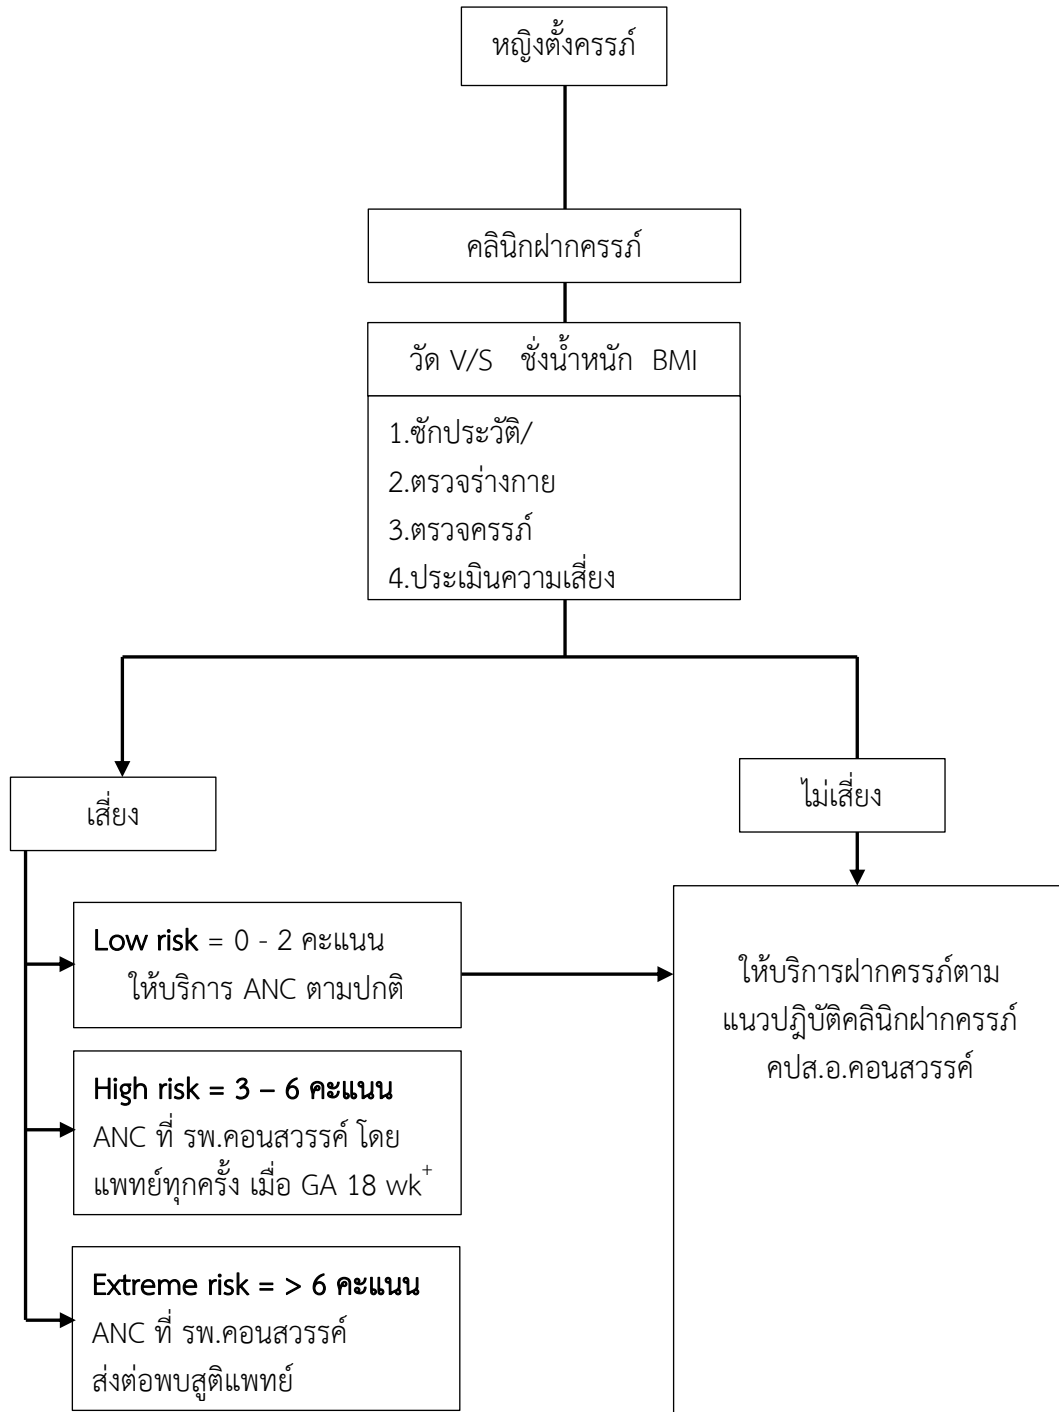 หญิงตั้งครรภ์
คลินิกฝากครรภ์
วัด V/S ชั่งน้ำหนัก BMI
1.ซักประวัติ/
2.ตรวจร่างกาย
3.ตรวจครรภ์
4.ประเมินความเสี่ยง
เสี่ยง
ไม่เสี่ยง
Low risk = 0 - 2 คะแนน
ให้บริการ ANC ตามปกติ
ให้บริการฝากครรภ์ตาม
แนวปฎิบัติคลินิกฝากครรภ์
คปส.อ.คอนสวรรค์
High risk = 3 – 6 คะแนน
ANC ที่ รพ.คอนสวรรค์ โดย
แพทย์ทุกครั้ง เมื่อ GA 18 wk⁺
Extreme risk = > 6 คะแนน
ANC ที่ รพ.คอนสวรรค์
ส่งต่อพบสูติแพทย์